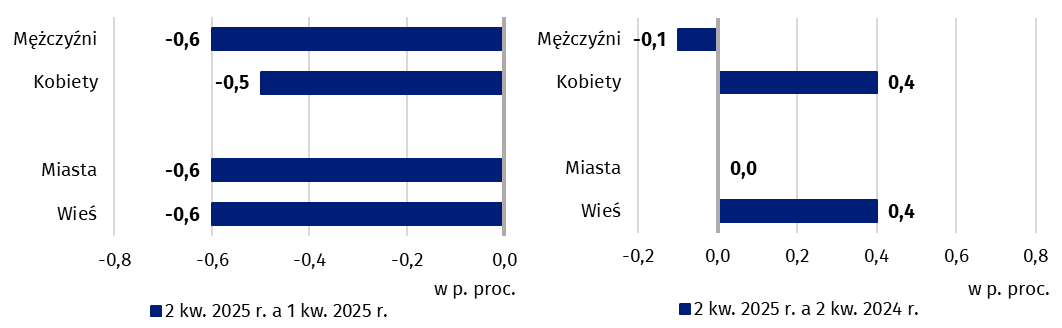 Mężczyźni -0,6
Kobiety -0,5
Miasta -0,6
Wieś -0,6
-0,8 -0,6 -0,4 -0,2 0,0
w p. proc.
2 kw. 2025 r. a 1 kw. 2025 r.
Mężczyźni -0,1
Kobiety 0,4
Miasta 0,0
Wieś 0,4
-0,2 0,0 0,2 0,4 0,6 0,8
w p. proc.
2 kw. 2025 r. a 2 kw. 2024 r.